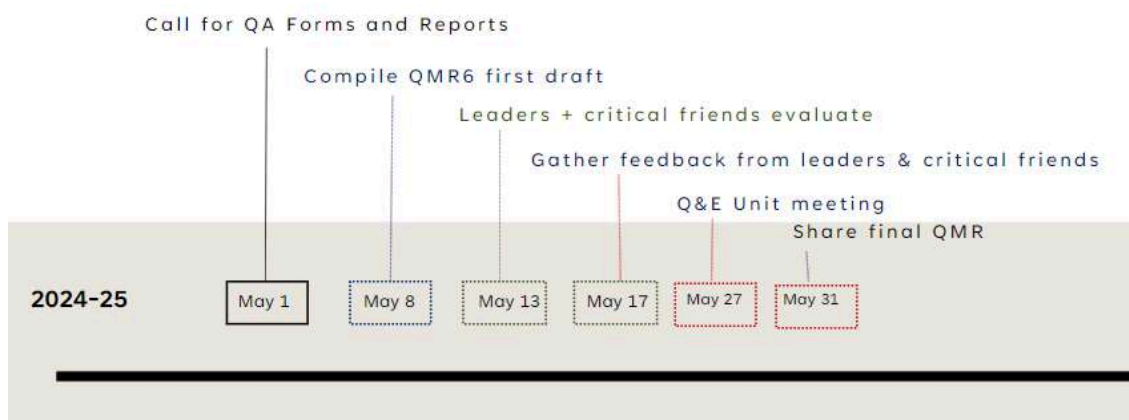 Call for QA Forms and Reports
Compile QMR6 first draft
Leaders + critical friends evaluate
Gather feedback from leaders & critical friends
Q&E Unit meeting
Share final QMR
2024-25
May 1
May 8
May 13
May 17
May 27
May 31